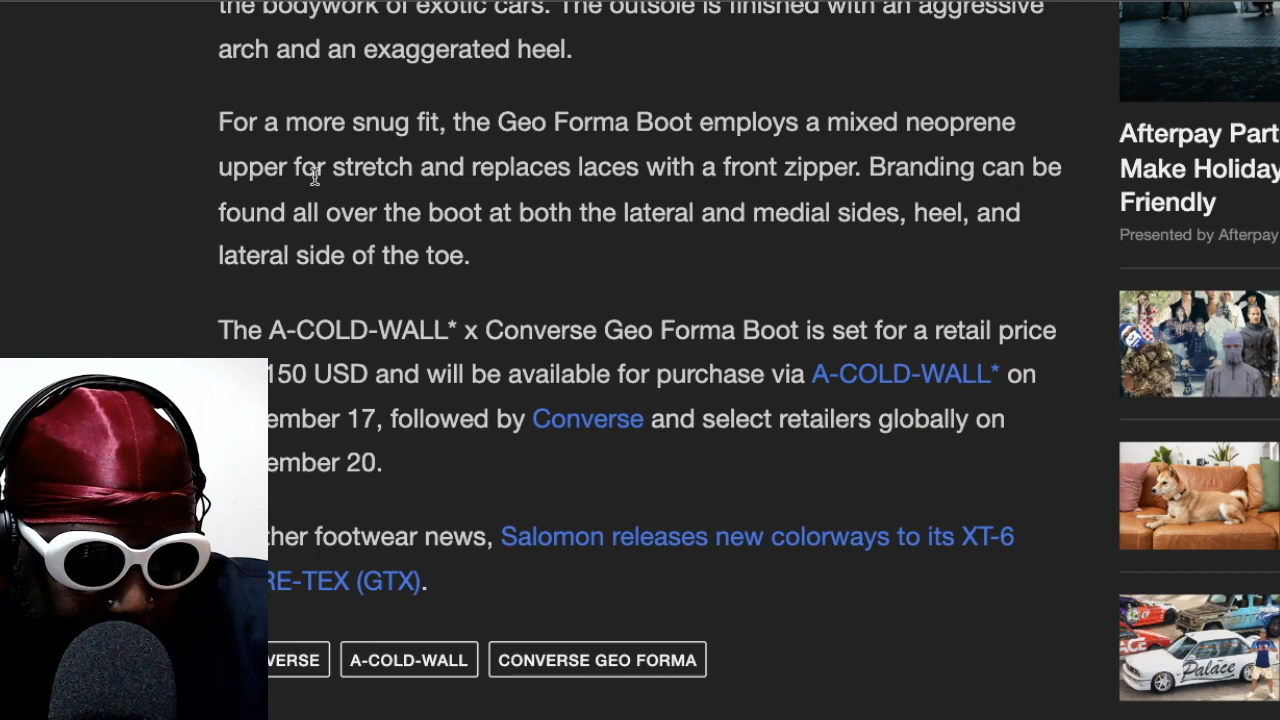 the bodywork of exotic cars. The outsole is finished with an aggressive
arch and an exaggerated heel.
For a more snug fit, the Geo Forma Boot employs a mixed neoprene
upper for stretch and replaces laces with a front zipper. Branding can be
found all over the boot at both the lateral and medial sides, heel, and
lateral side of the toe.
The A-COLD-WALL* x Converse Geo Forma Boot is set for a retail price
150 USD and will be available for purchase via A-COLD-WALL* on
ember 17, followed by Converse and select retailers globally on
ember 20.
ther footwear news, Salomon releases new colorways to its XT-6
RE-TEX (GTX).
VERSE
A-COLD-WALL
CONVERSE GEO FORMA
Afterpay Part
Make Holiday
Friendly
Presented by Afterpay
ACE
Palace